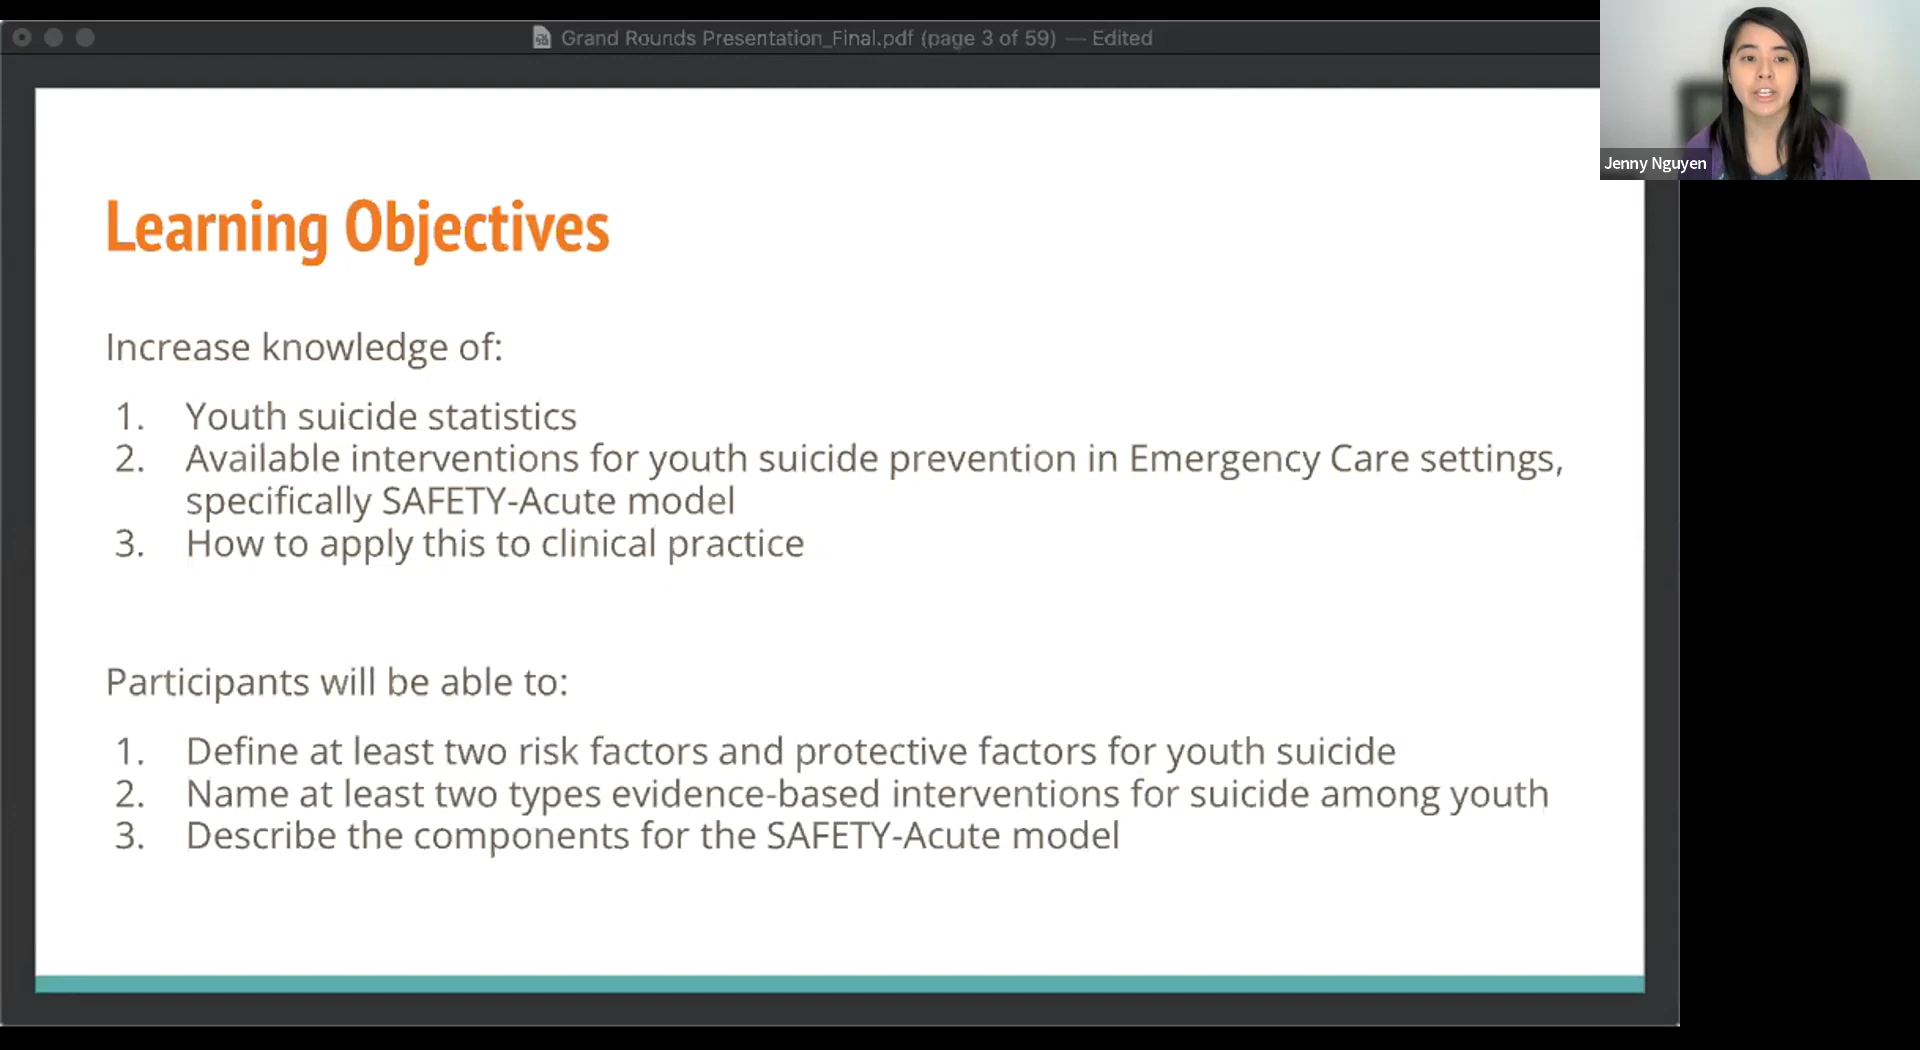 Grand Rounds Presentation_Final.pdf (page 3 of 59) — Edited
Jenny Nguyen
Learning Objectives
Increase knowledge of:
1. Youth suicide statistics
2. Available interventions for youth suicide prevention in Emergency Care settings,
specifically SAFETY-Acute model
3. How to apply this to clinical practice
Participants will be able to:
1. Define at least two risk factors and protective factors for youth suicide
2. Name at least two types evidence-based interventions for suicide among youth
3. Describe the components for the SAFETY-Acute model